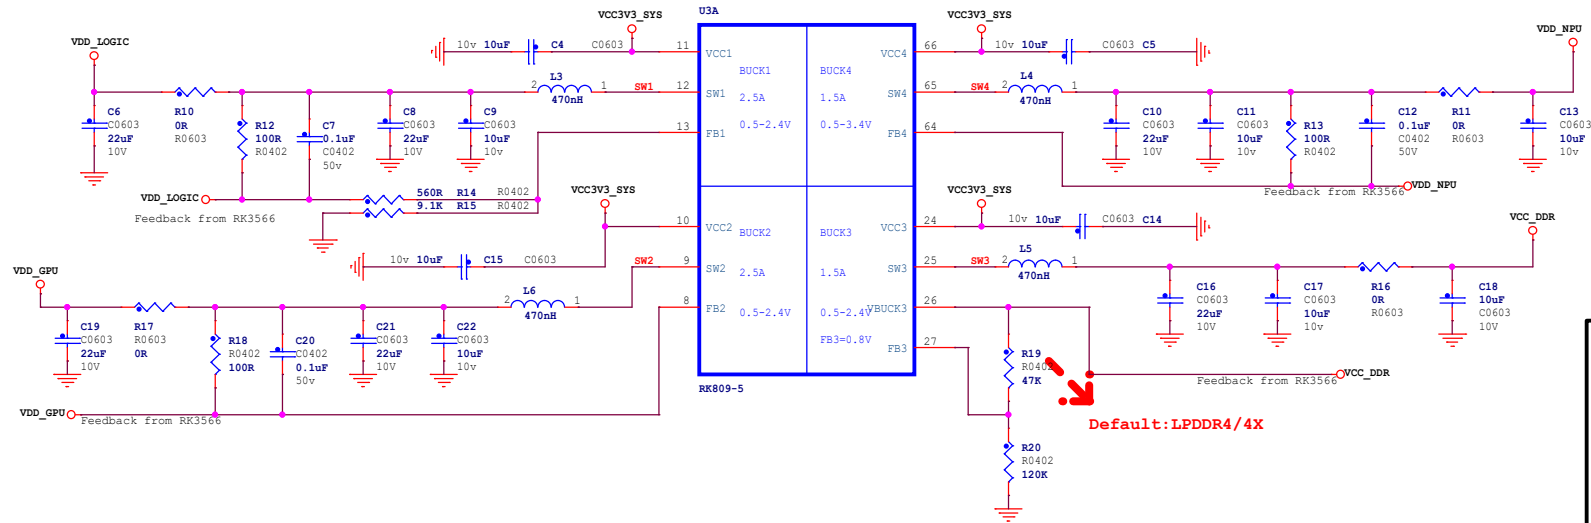 U3A
VCC3V3_SYS
VCC3V3_SYS
VDD_LOGIC
VDD_NPU
10v 10uF C4 C0603
11
VCC1
VCC4
66
10v 10uF C0603 C5
BUCK1
BUCK4
2 L3 1
470nH
SW1
12
SW1
2.5A
1.5A
SW4
65
SW4
2 L4 1
470nH
C6
C0603
22uF
10V
R10
0R
R0603
R12
100R
R0402
C7
0.1uF
C0402
50v
C8
C0603
22uF
10V
C9
C0603
10uF
10v
13
FB1
0.5-2.4V
0.5-3.4V
FB4
64
C10
C0603
22uF
10V
C11
C0603
10uF
10v
R13
100R
R0402
C12
0.1uF
C0402
50V
R11
0R
R0603
C13
C0603
10uF
10v
VDD_LOGIC
Feedback from RK3566
560R R14 R0402
9.1K R15 R0402
VCC3V3_SYS
VCC3V3_SYS
Feedback from RK3566
VDD_NPU
10
VCC2
VCC3
24
10v 10uF C0603 C14
VCC_DDR
BUCK2
BUCK3
10v 10uF C15 C0603
SW2
9
SW2
2.5A
1.5A
SW3
25
SW3
2 L5 1
470nH
VDD_GPU
2 L6 1
470nH
8
FB2
0.5-2.4V
0.5-2.4V
VBUCK3
26
FB3=0.8V
FB3
27
C16
C0603
22uF
10V
C17
C0603
10uF
10v
R16
0R
R0603
C18
10uF
C0603
10V
C19
C0603
22uF
10V
R17
R0603
0R
R18
R0402
100R
C20
C0402
0.1uF
50v
C21
C0603
22uF
10V
C22
C0603
10uF
10v
R19
R0402
47K
RK809-5
Feedback from RK3566
VCC_DDR
VDD_GPU
Feedback from RK3566
Default:LPDDR4/4X
R20
R0402
120K